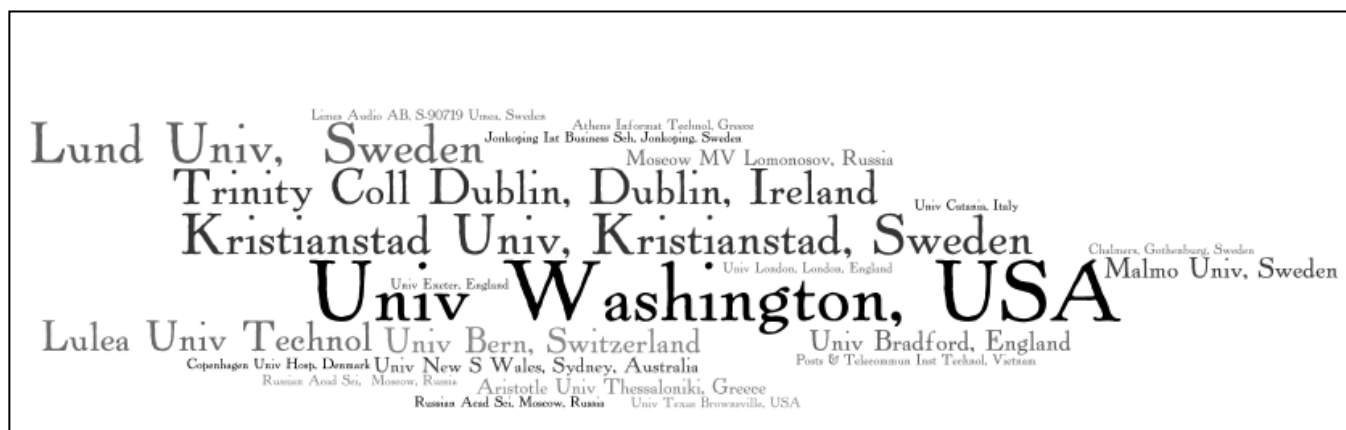 Limes Audio AB, S-90719 Umea, Sweden
Athens Informat Technol, Greece
Lund Univ, Sweden
Jonkoping Int Business Sch, Jonkoping, Sweden
Moscow MV Lomonosov, Russia
Trinity Coll Dublin, Dublin, Ireland
Univ Catania, Italy
Kristianstad Univ, Kristianstad, Sweden
Chalmers, Gothenburg, Sweden
Univ London, London, England
Malmo Univ, Sweden
Univ Exeter, England
Univ Washington, USA
Lulea Univ Technol
Univ Bern, Switzerland
Univ Bradford, England
Posts & Telecommun Inst Technol, Vietnam
Copenhagen Univ Hosp, Denmark
Univ New S Wales, Sydney, Australia
Russian Acad Sci, Moscow, Russia
Aristotle Univ Thessaloniki, Greece
Russian Acad Sci, Moscow, Russia
Univ Texas Brownsville, USA